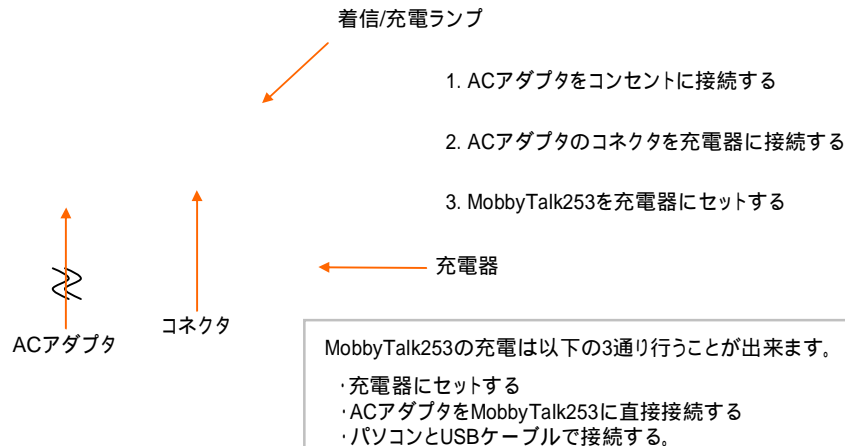 着信/充電ランプ
1. ACアダプタをコンセントに接続する
2. ACアダプタのコネクタを充電器に接続する
3. MobbyTalk253を充電器にセットする
充電器
コネクタ
ACアダプタ
MobbyTalk253の充電は以下の3通り行うことが出来ます。
・充電器にセットする
・ACアダプタをMobbyTalk253に直接接続する
・パソコンとUSBケーブルで接続する。